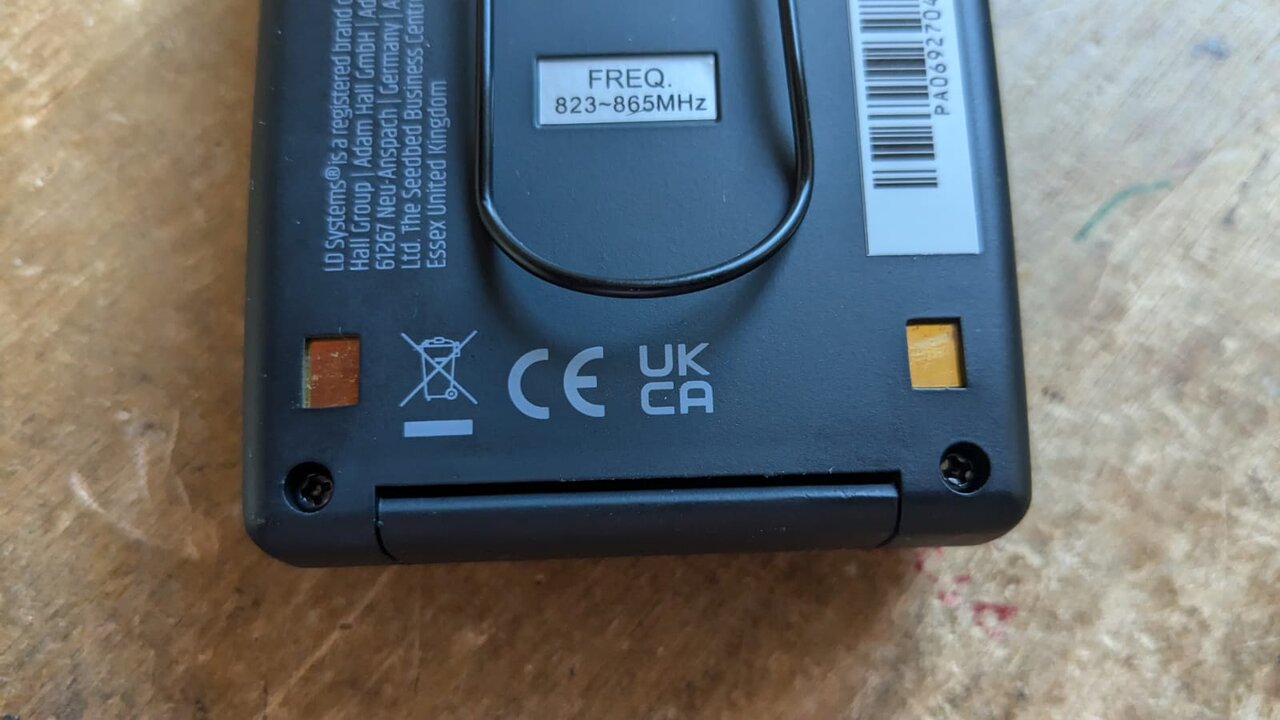 LD Systems® is a registered brand
Hall Group | Adam Hall GmbH |
61267 Neu-Anspach | Germany |
Ltd. The Seedbed Business Centre
Essex United Kingdom
FREQ.
823~865MHz
PA0692704
CE
UK
CA